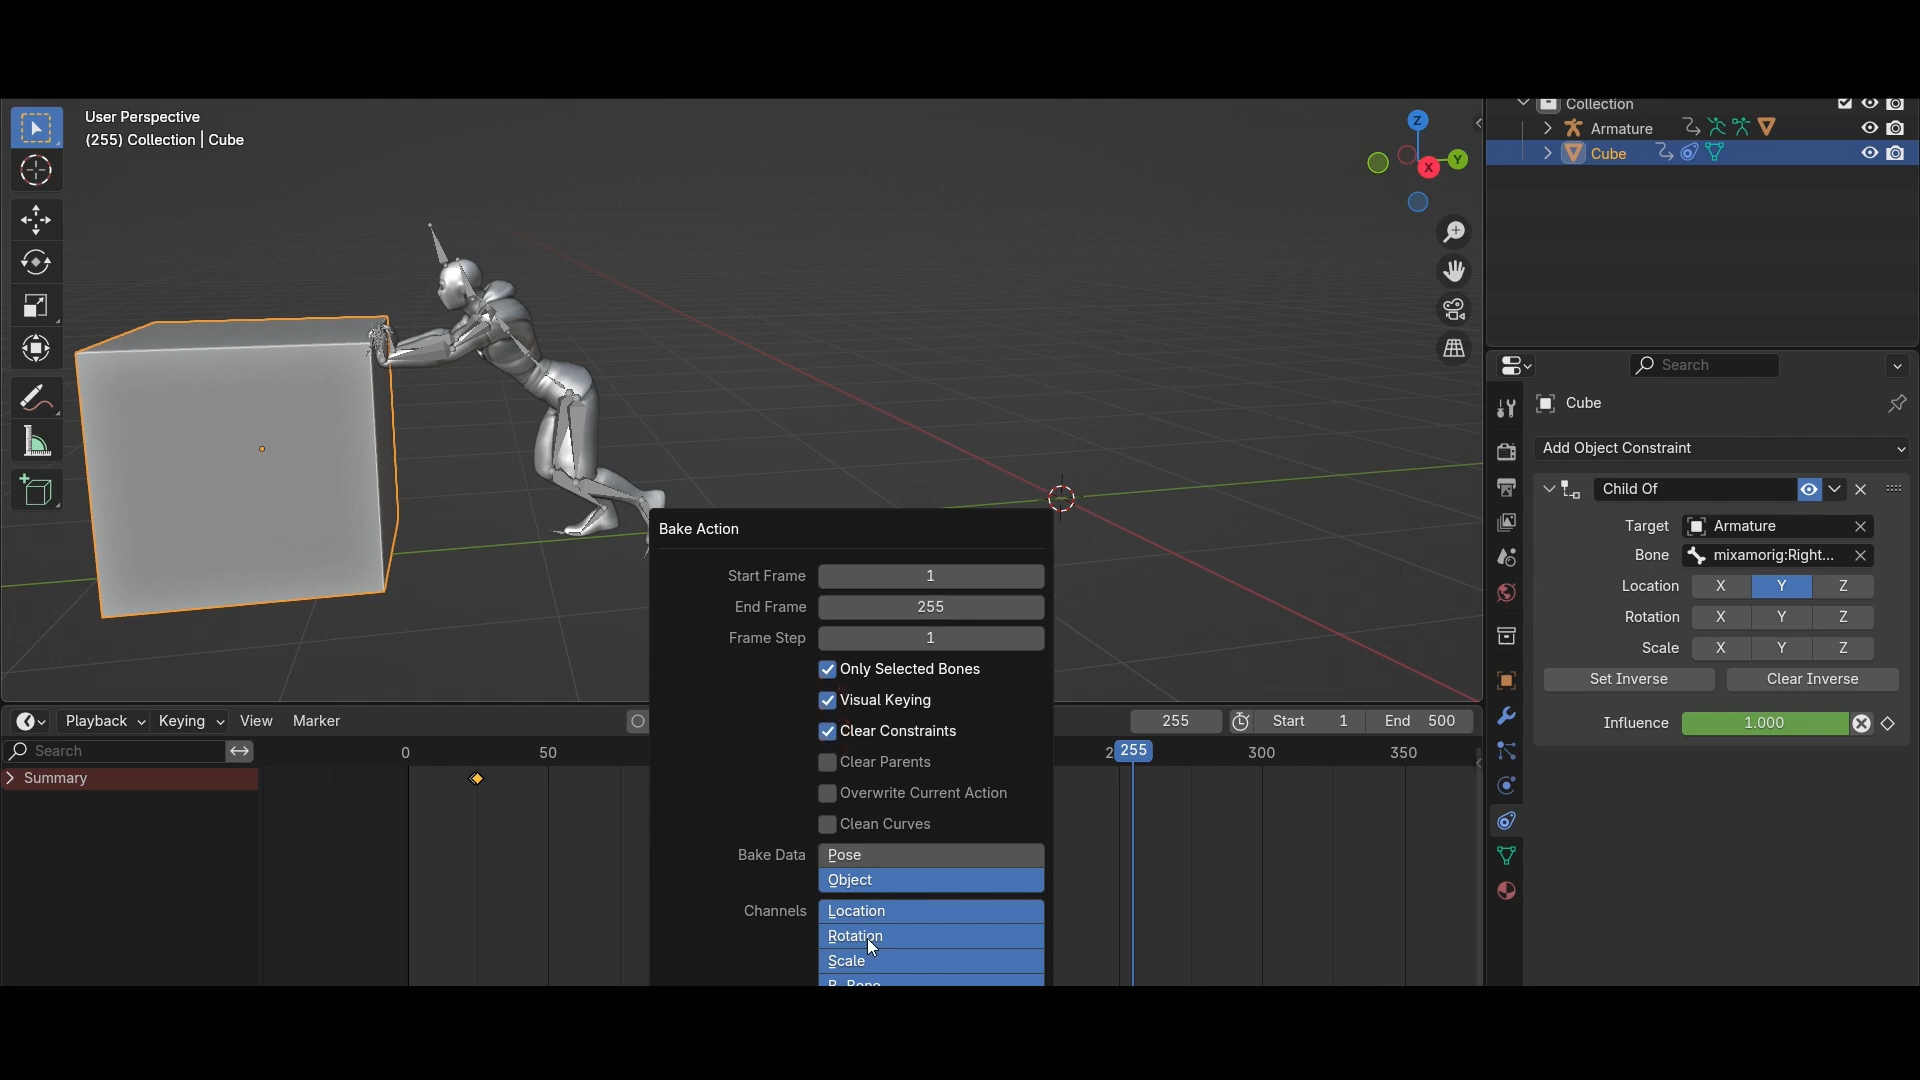 User Perspective
(255) Collection | Cube
Z
Y
X
Collection
Armature
Cube
Search
Cube
Add Object Constraint
Child Of
Target Armature
Bone mixamorig:Right...
Location X Y Z
Rotation X Y Z
Scale X Y Z
Set Inverse Clear Inverse
Influence 1.000
Bake Action
Start Frame 1
End Frame 255
Frame Step 1
Only Selected Bones
Visual Keying
Clear Constraints
Clear Parents
Overwrite Current Action
Clean Curves
Bake Data Pose
Object
Channels Location
Rotation
Scale
Playback Keying View Marker
255 Start 1 End 500
Search
0 50 255 300 350
Summary